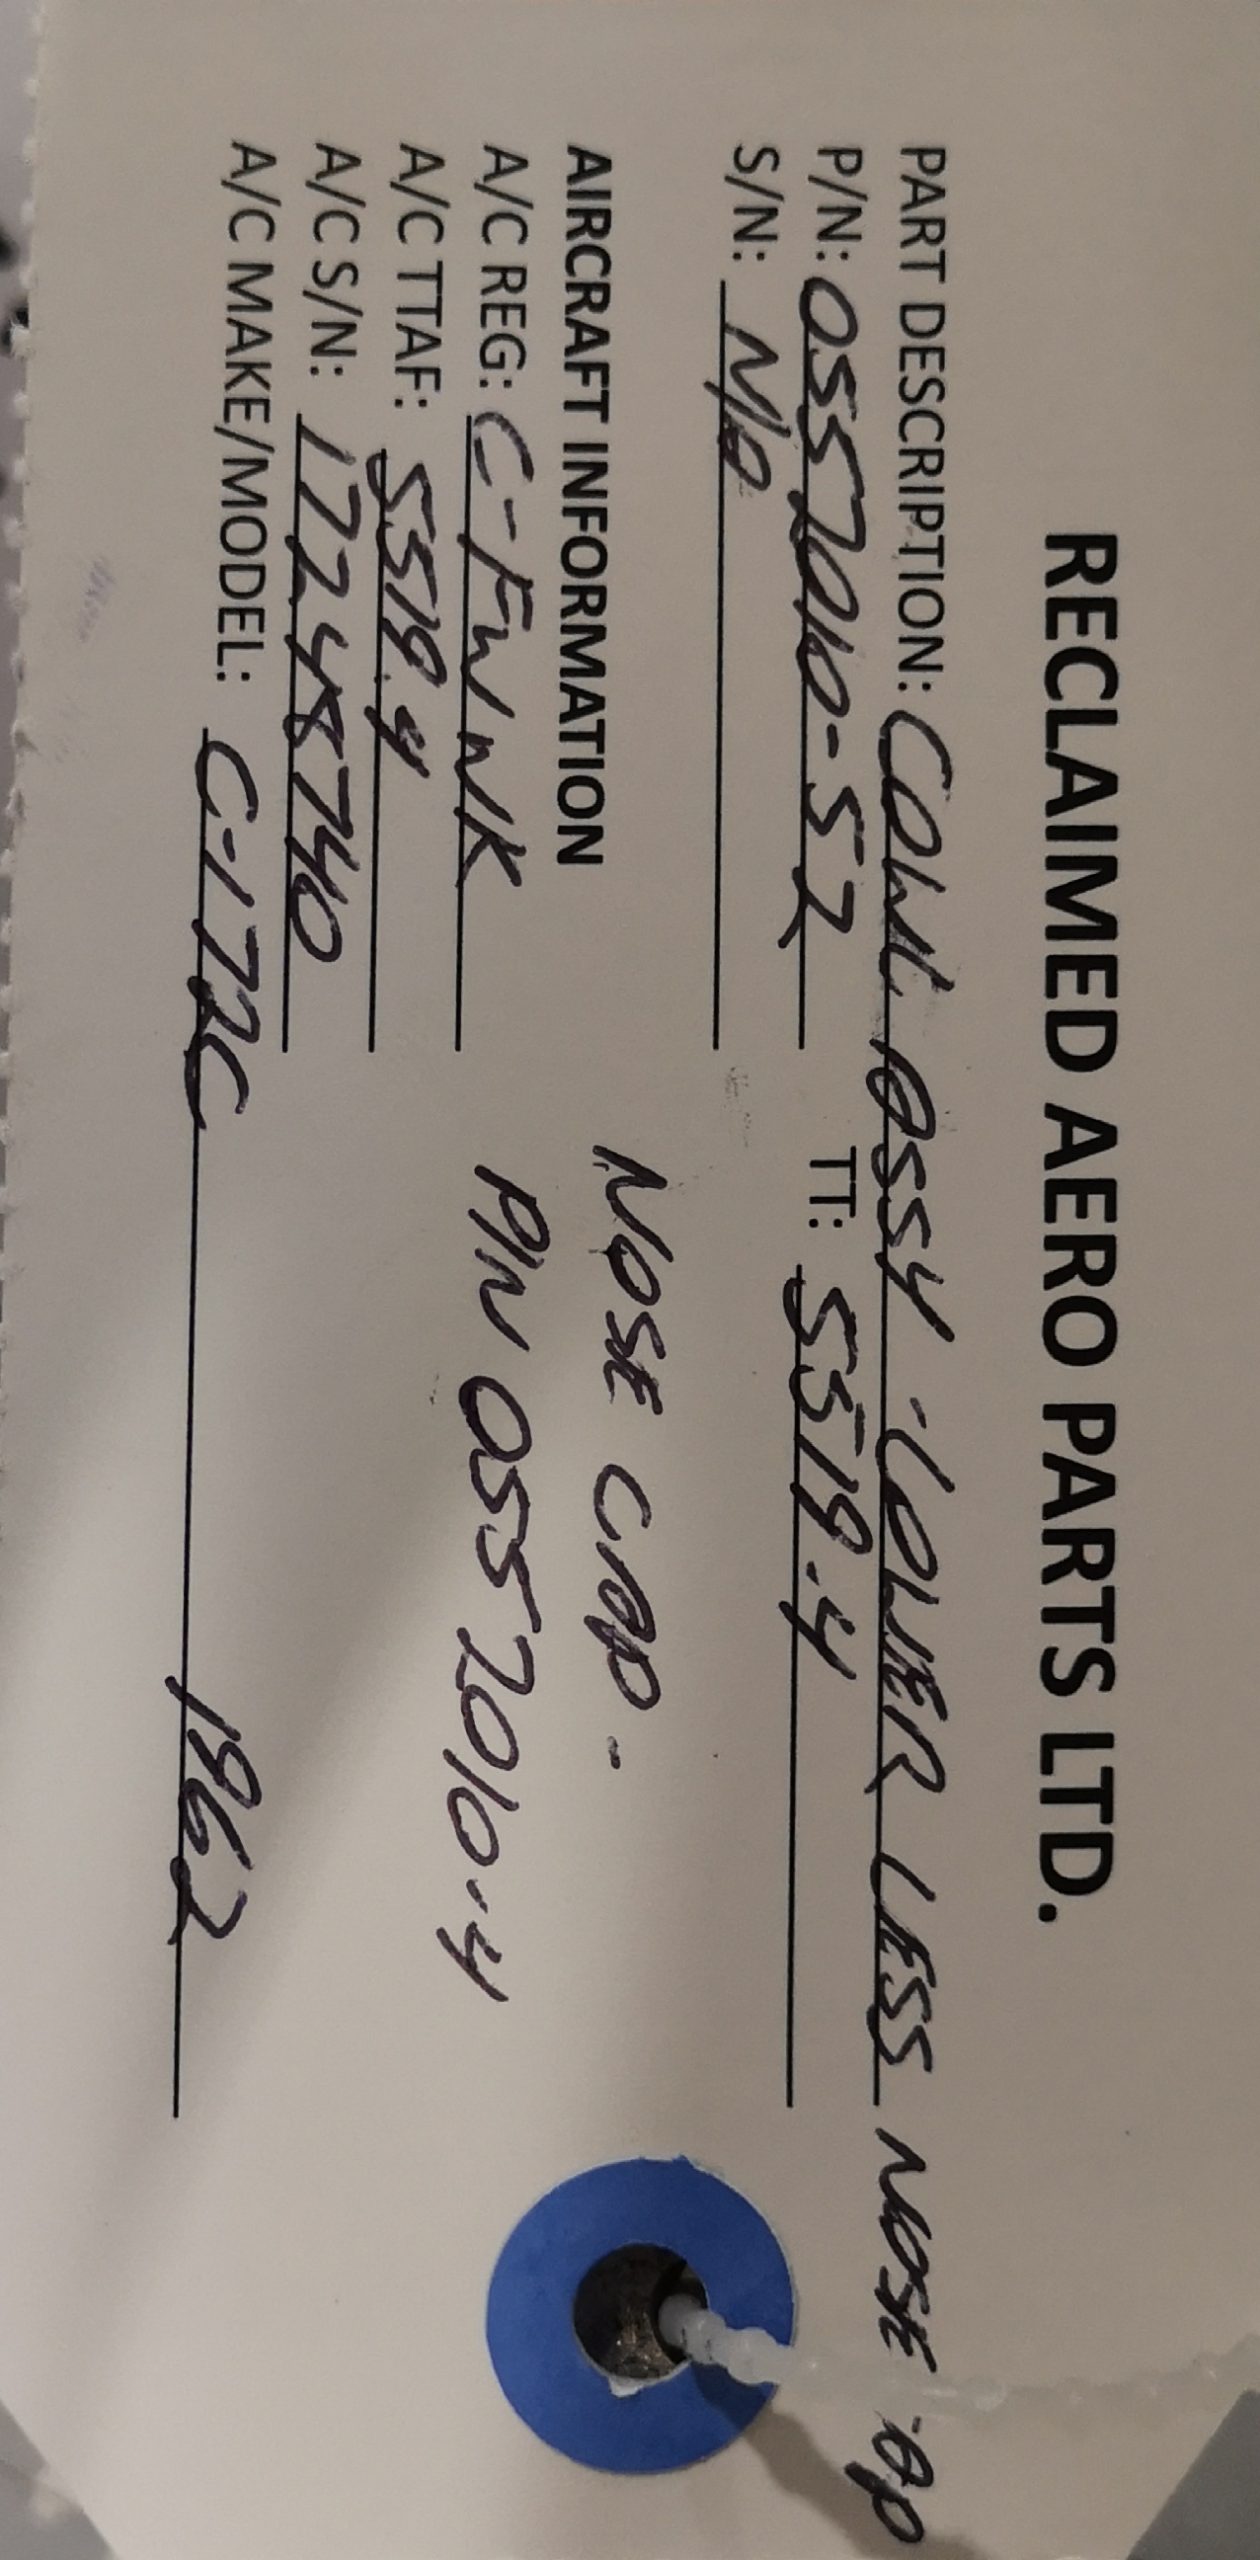 RECLAIMED AERO PARTS LTD.
PART DESCRIPTION: COWL ASSY - LOWER LESS NOSE CAP
P/N: 0552010-52 TT: 5519.4
S/N: N/A
AIRCRAFT INFORMATION
NOSE CAP -
A/C REG: C-FWWK
P/N 0552010-4
A/C TTAF: 5519.4
A/C S/N: 17248740
A/C MAKE/MODEL: C-172C 1962